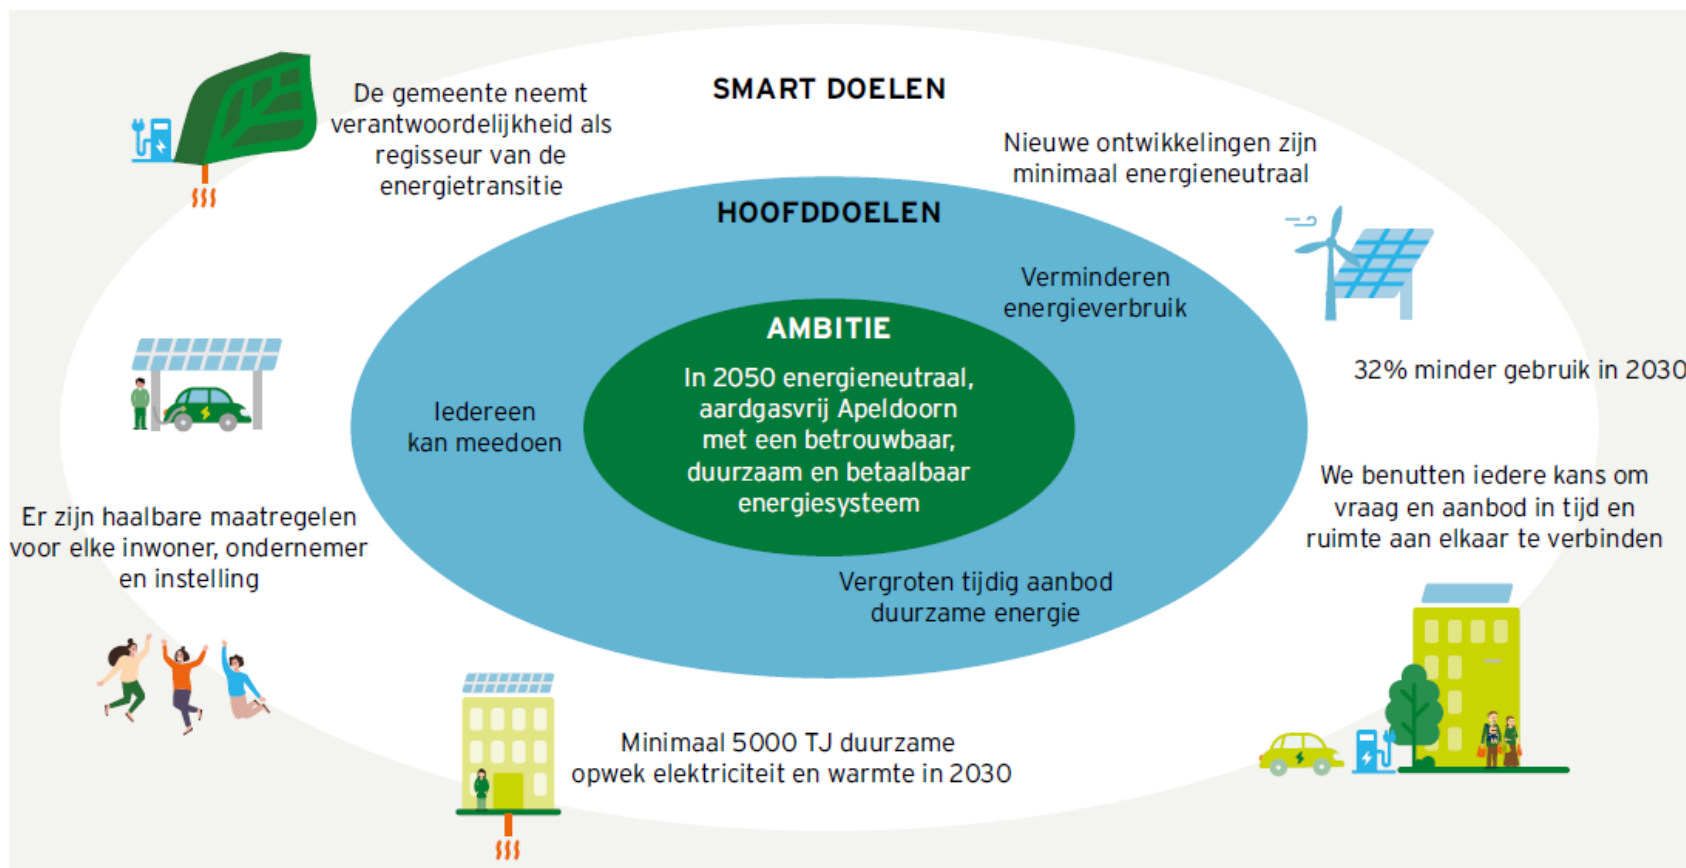 SMART DOELEN
De gemeente neemt
verantwoordelijkheid als
regisseur van de
energietransitie
Nieuwe ontwikkelingen zijn
minimaal energieneutraal
HOOFDDOELEN
Verminderen
energieverbruik
AMBITIE
In 2050 energieneutraal,
aardgasvrij Apeldoorn
met een betrouwbaar,
duurzaam en betaalbaar
energiesysteem
32% minder gebruik in 2030
Iedereen
kan meedoen
We benutten iedere kans om
vraag en aanbod in tijd en
ruimte aan elkaar te verbinden
Er zijn haalbare maatregelen
voor elke inwoner, ondernemer
en instelling
Vergroten tijdig aanbod
duurzame energie
Minimaal 5000 TJ duurzame
opwek elektriciteit en warmte in 2030